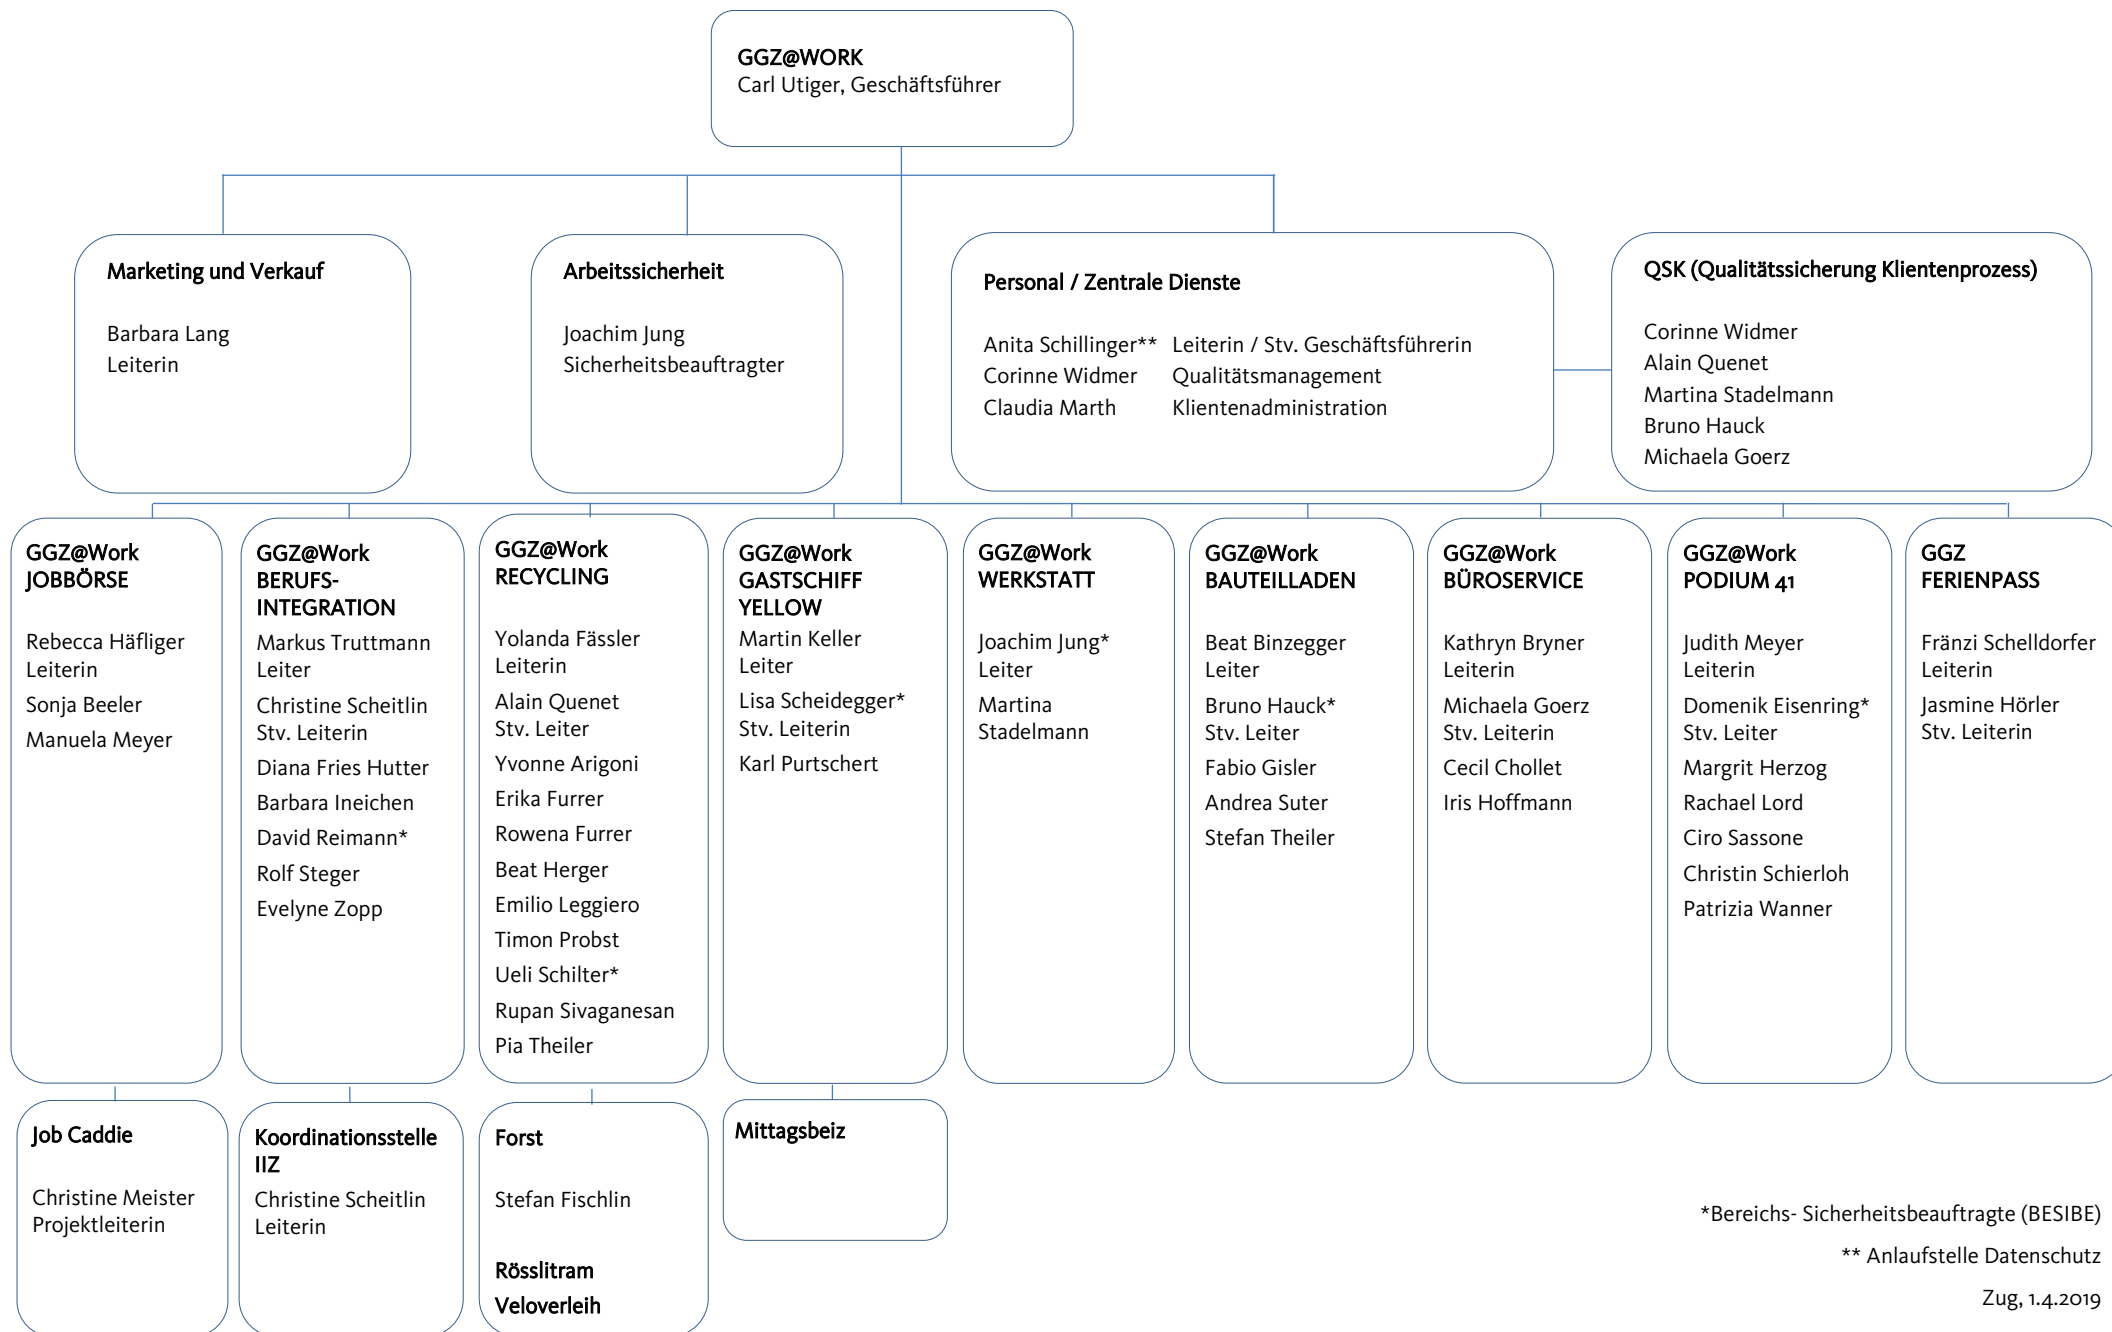 GGZ@WORK
Carl Utiger, Geschäftsführer
Marketing und Verkauf
Barbara Lang
Leiterin
Arbeitssicherheit
Joachim Jung
Sicherheitsbeauftragter
Personal / Zentrale Dienste
Anita Schillinger** Leiterin / Stv. Geschäftsführerin
Corinne Widmer Qualitätsmanagement
Claudia Marth Klientenadministration
QSK (Qualitätssicherung Klientenprozess)
Corinne Widmer
Alain Quenet
Martina Stadelmann
Bruno Hauck
Michaela Goerz
GGZ@Work
JOBBÖRSE
Rebecca Häfliger
Leiterin
Sonja Beeler
Manuela Meyer
GGZ@Work
BERUFS-
INTEGRATION
Markus Truttmann
Leiter
Christine Scheitlin
Stv. Leiterin
Diana Fries Hutter
Barbara Ineichen
David Reimann*
Rolf Steger
Evelyne Zopp
GGZ@Work
RECYCLING
Yolanda Fässler
Leiterin
Alain Quenet
Stv. Leiter
Yvonne Arigoni
Erika Furrer
Rowena Furrer
Beat Herger
Emilio Leggiero
Timon Probst
Ueli Schilter*
Rupan Sivaganesan
Pia Theiler
GGZ@Work
GASTSCHIFF
YELLOW
Martin Keller
Leiter
Lisa Scheidegger*
Stv. Leiterin
Karl Purtschert
GGZ@Work
WERKSTATT
Joachim Jung*
Leiter
Martina
Stadelmann
GGZ@Work
BAUTEILLADEN
Beat Binzegger
Leiter
Bruno Hauck*
Stv. Leiter
Fabio Gisler
Andrea Suter
Stefan Theiler
GGZ@Work
BÜROSERVICE
Kathryn Bryner
Leiterin
Michaela Goerz
Stv. Leiterin
Cecil Chollet
Iris Hoffmann
GGZ@Work
PODIUM 41
Judith Meyer
Leiterin
Domenik Eisenring*
Stv. Leiter
Margrit Herzog
Rachael Lord
Ciro Sassone
Christin Schierloh
Patrizia Wanner
GGZ
FERIENPASS
Fränzi Schelldorfer
Leiterin
Jasmine Hörler
Stv. Leiterin
Job Caddie
Christine Meister
Projektleiterin
Koordinationsstelle
IIZ
Christine Scheitlin
Leiterin
Forst
Stefan Fischlin
Rösslitram
Veloverleih
Mittagsbeiz
*Bereichs- Sicherheitsbeauftragte (BESIBE)
** Anlaufstelle Datenschutz
Zug, 1.4.2019